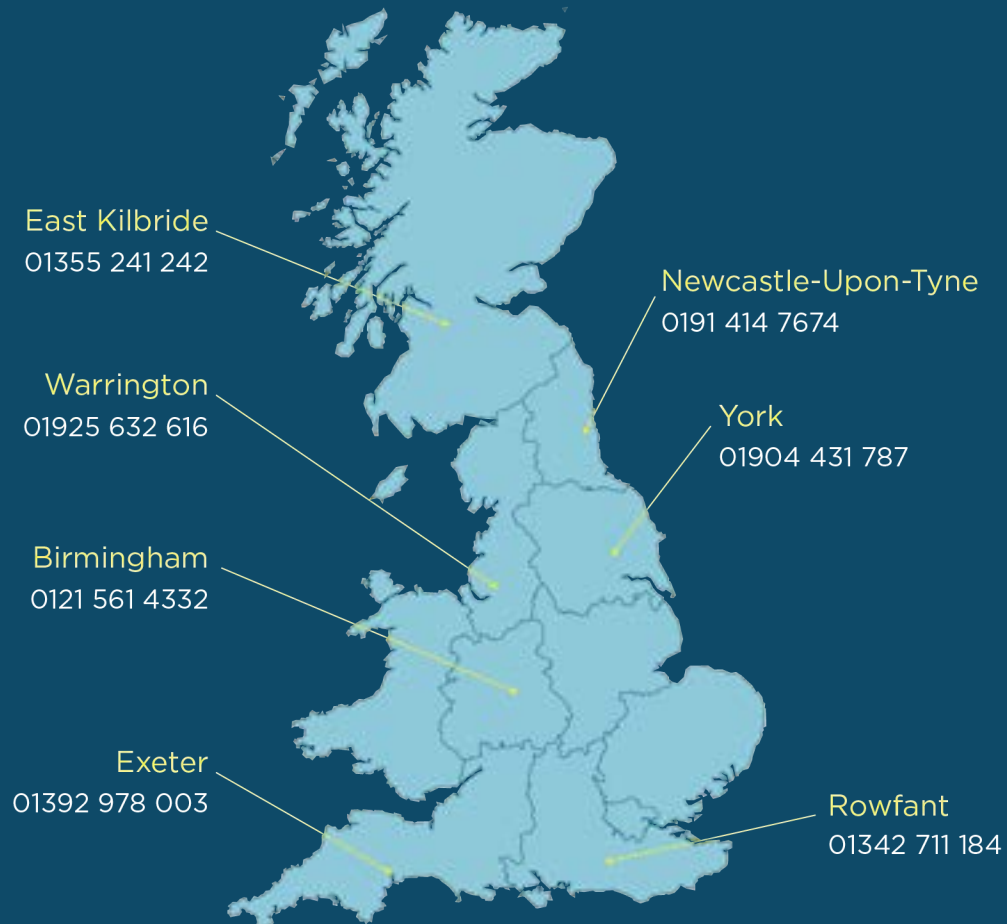 East Kilbride
01355 241 242
Newcastle-Upon-Tyne
0191 414 7674
Warrington
01925 632 616
York
01904 431 787
Birmingham
0121 561 4332
Exeter
01392 978 003
Rowfant
01342 711 184